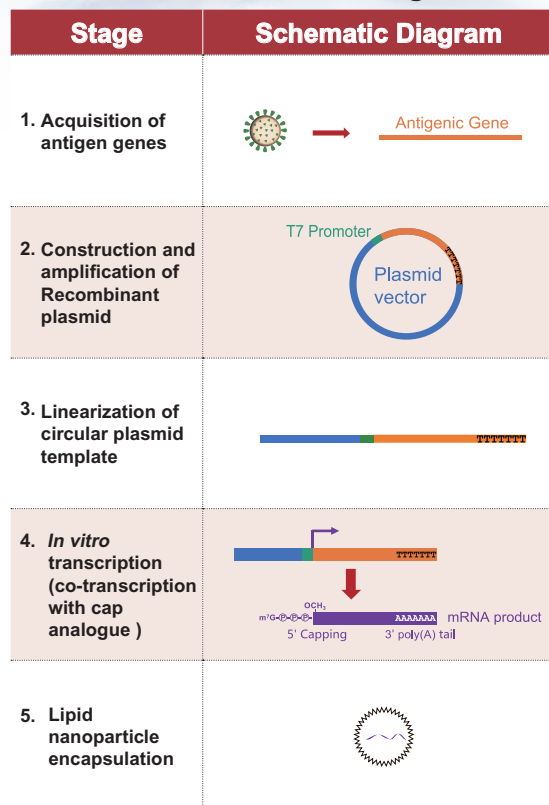 Stage
Schematic Diagram
1. Acquisition of
antigen genes
Antigenic Gene
2. Construction and
amplification of
Recombinant
plasmid
T7 Promoter
TTTTTTT
Plasmid
vector
3. Linearization of
circular plasmid
template
TTTTTTT
4. In vitro
transcription
(co-transcription
with cap
analogue )
TTTTTTT
OCH₃
m⁷G-P-P-P
AAAAAAA
mRNA product
5' Capping
3' poly(A) tail
5. Lipid
nanoparticle
encapsulation